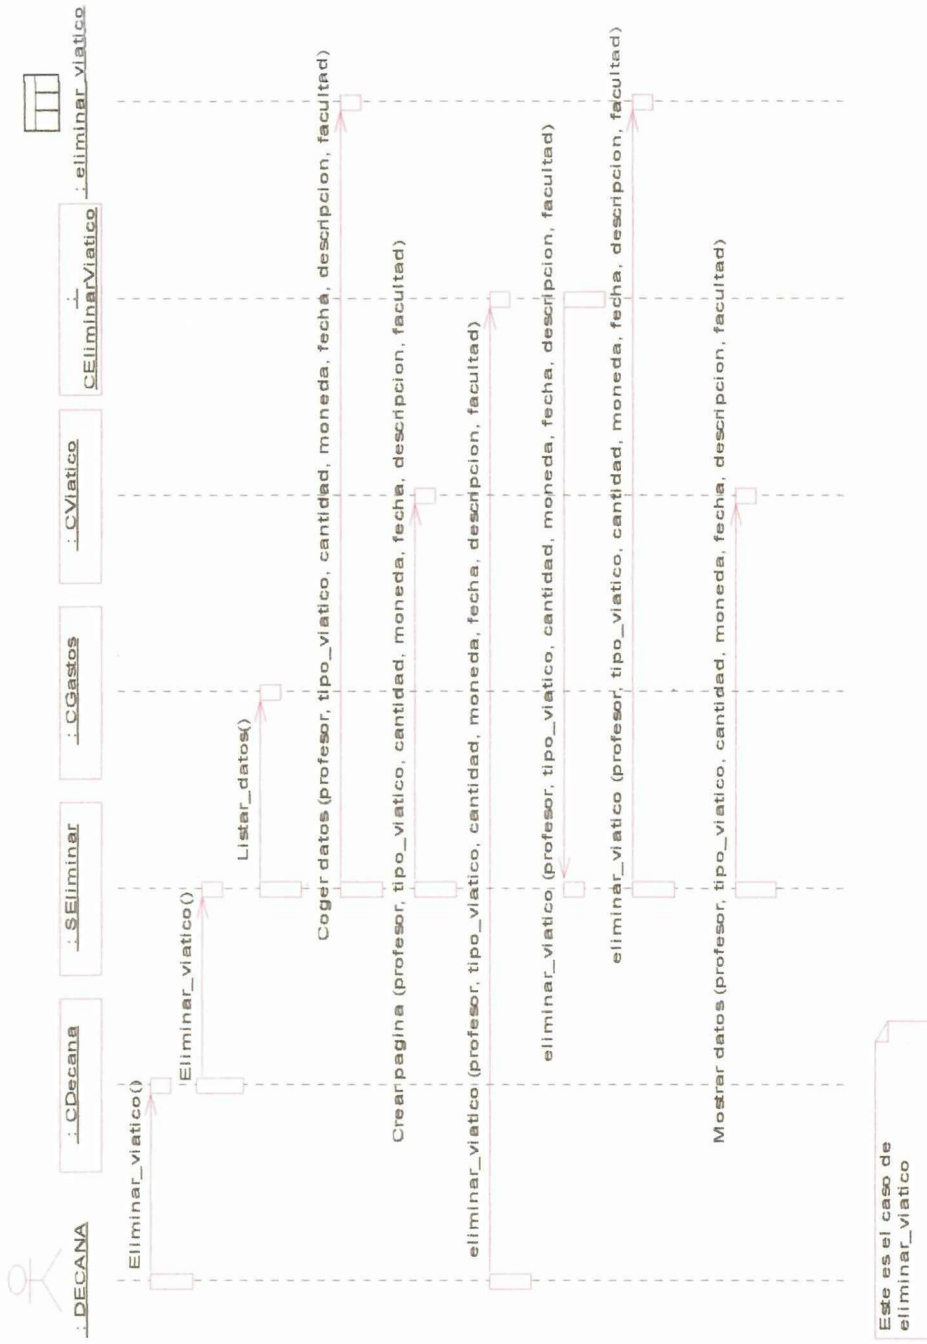 : DECANA
: CDecana
: SEliminar
: CGastos
: CViatico
:
CEliminarViatico
: eliminar_viatico
Eliminar_viatico()
Eliminar_viatico()
Listar_datos()
Coger datos (profesor, tipo_viatico, cantidad, moneda, fecha, descripcion, facultad)
Crear pagina (profesor, tipo_viatico, cantidad, moneda, fecha, descripcion, facultad)
eliminar_viatico (profesor, tipo_viatico, cantidad, moneda, fecha, descripcion, facultad)
eliminar_viatico (profesor, tipo_viatico, cantidad, moneda, fecha, descripcion, facultad)
eliminar_viatico (profesor, tipo_viatico, cantidad, moneda, fecha, descripcion, facultad)
Mostrar datos (profesor, tipo_viatico, cantidad, moneda, fecha, descripcion, facultad)
Este es el caso de
eliminar_viatico